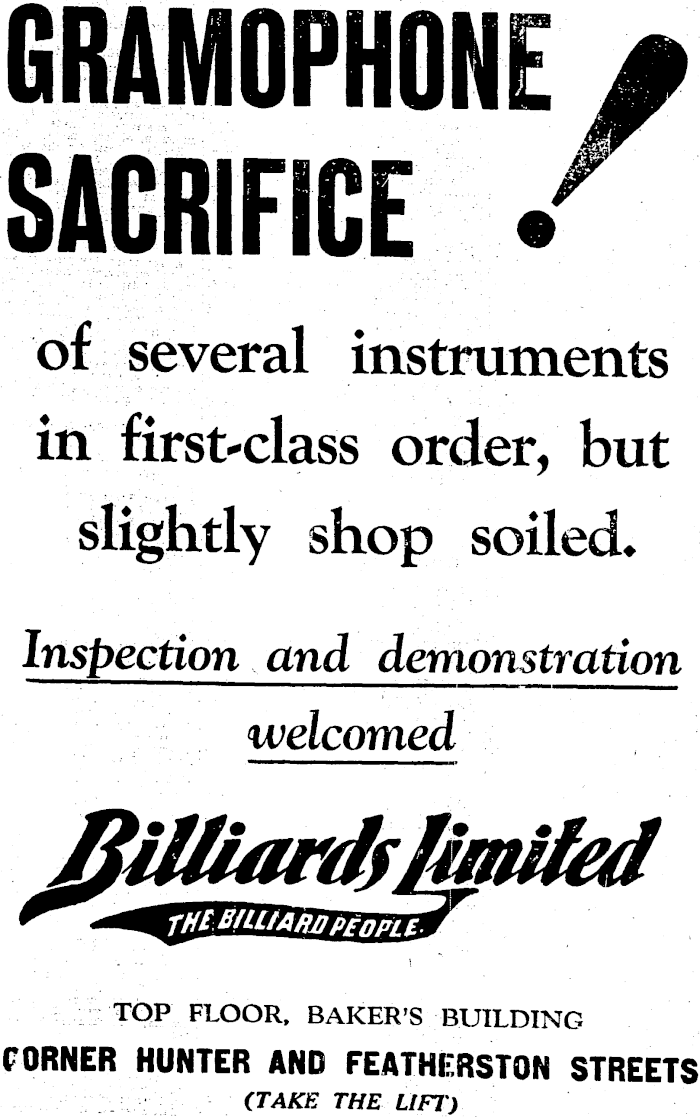 GRAMOPHONE
SACRIFICE!
of several instruments
in first-class order, but
slightly shop soiled.
Inspection and demonstration
welcomed
Billiards Limited
THE BILLIARD PEOPLE.
TOP FLOOR, BAKER'S BUILDING
CORNER HUNTER AND FEATHERSTON STREETS
(TAKE THE LIFT)